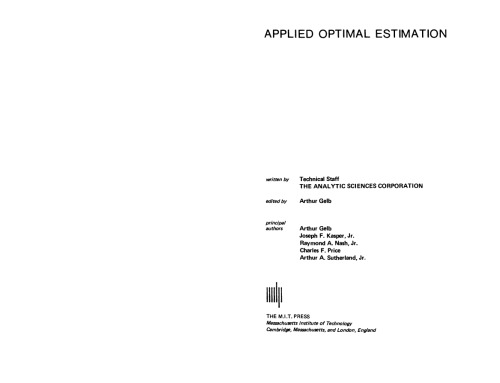 APPLIED OPTIMAL ESTIMATION
written by Technical Staff
THE ANALYTIC SCIENCES CORPORATION
edited by Arthur Gelb
principal
authors Arthur Gelb
Joseph F. Kasper, Jr.
Raymond A. Nash, Jr.
Charles F. Price
Arthur A. Sutherland, Jr.
THE M.I.T. PRESS
Massachusetts Institute of Technology
Cambridge, Massachusetts, and London, England